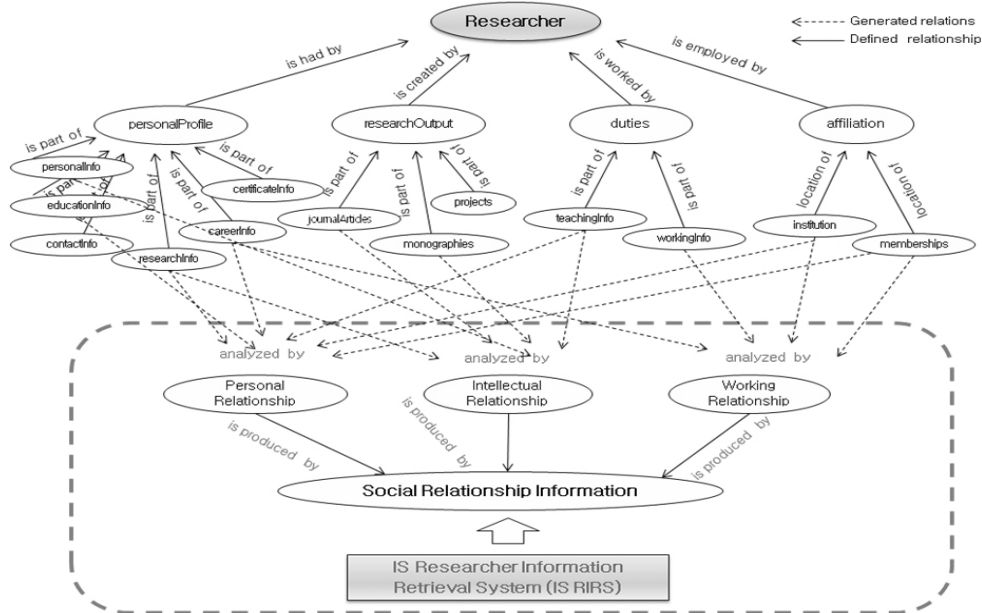 Researcher
Generated relations
Defined relationship
is had by
is created by
is worked by
is employed by
personalProfile
researchOutput
duties
affiliation
is part of
personalInfo
is part of
certificateInfo
educationInfo
is part of
is part of
careerInfo
contactInfo
researchInfo
is part of
journalArticles
is part of
monographies
is part of
projects
is part of
teachingInfo
is part of
workingInfo
location of
institution
location of
memberships
analyzed by
analyzed by
analyzed by
Personal
Relationship
Intellectual
Relationship
Working
Relationship
is produced by
is produced by
is produced by
Social Relationship Information
IS Researcher Information
Retrieval System (IS RIRS)